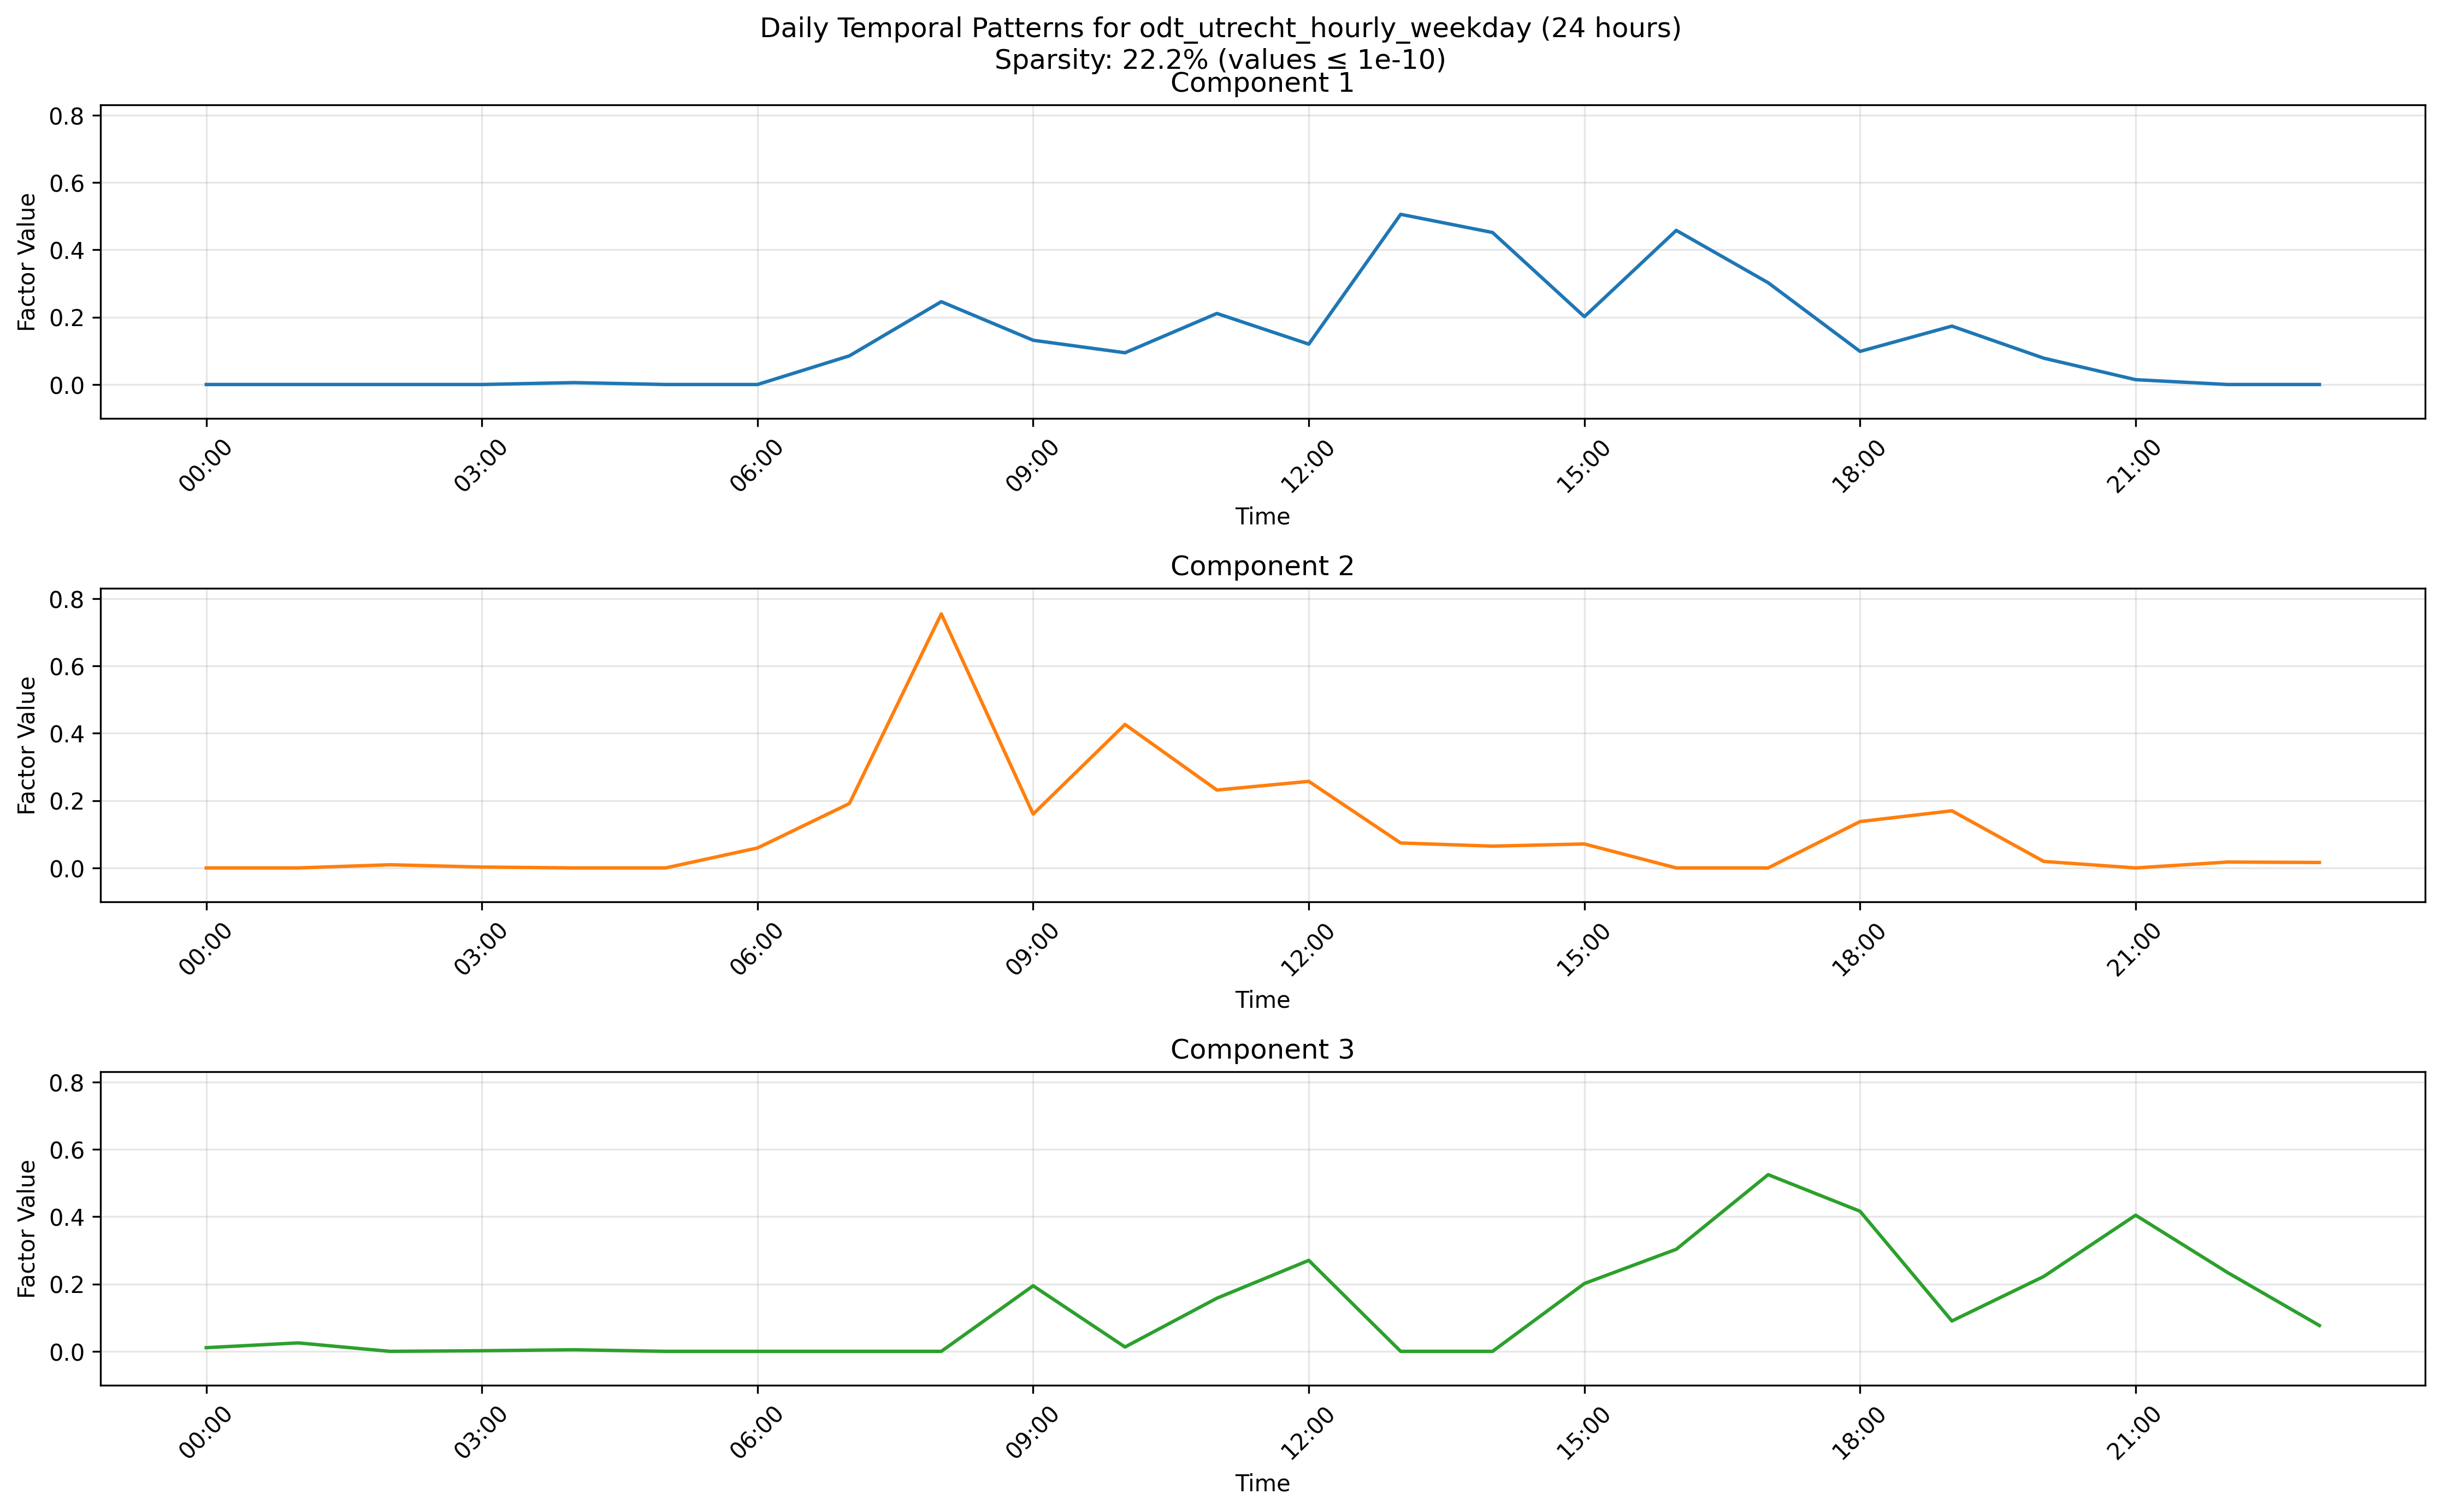 Daily Temporal Patterns for odt_utrecht_hourly_weekday (24 hours)
Sparsity: 22.2% (values ≤ 1e-10)
Component 1
Factor Value
0.8
0.6
0.4
0.2
0.0
00:00 03:00 06:00 09:00 12:00 15:00 18:00 21:00
Time
Component 2
Factor Value
0.8
0.6
0.4
0.2
0.0
00:00 03:00 06:00 09:00 12:00 15:00 18:00 21:00
Time
Component 3
Factor Value
0.8
0.6
0.4
0.2
0.0
00:00 03:00 06:00 09:00 12:00 15:00 18:00 21:00
Time